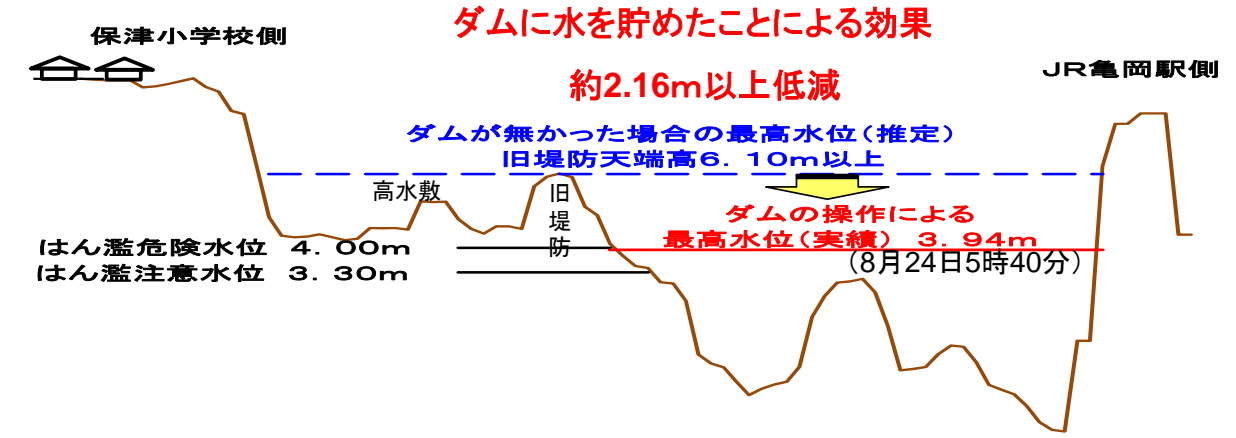 ダムに水を貯めたことによる効果
保津小学校側
約2.16m以上低減
JR亀岡駅側
ダムが無かった場合の最高水位(推定)
旧堤防天端高6.10m以上
高水敷
旧堤防
ダムの操作による
最高水位(実績) 3.94m
(8月24日5時40分)
はん濫危険水位 4.00m
はん濫注意水位 3.30m